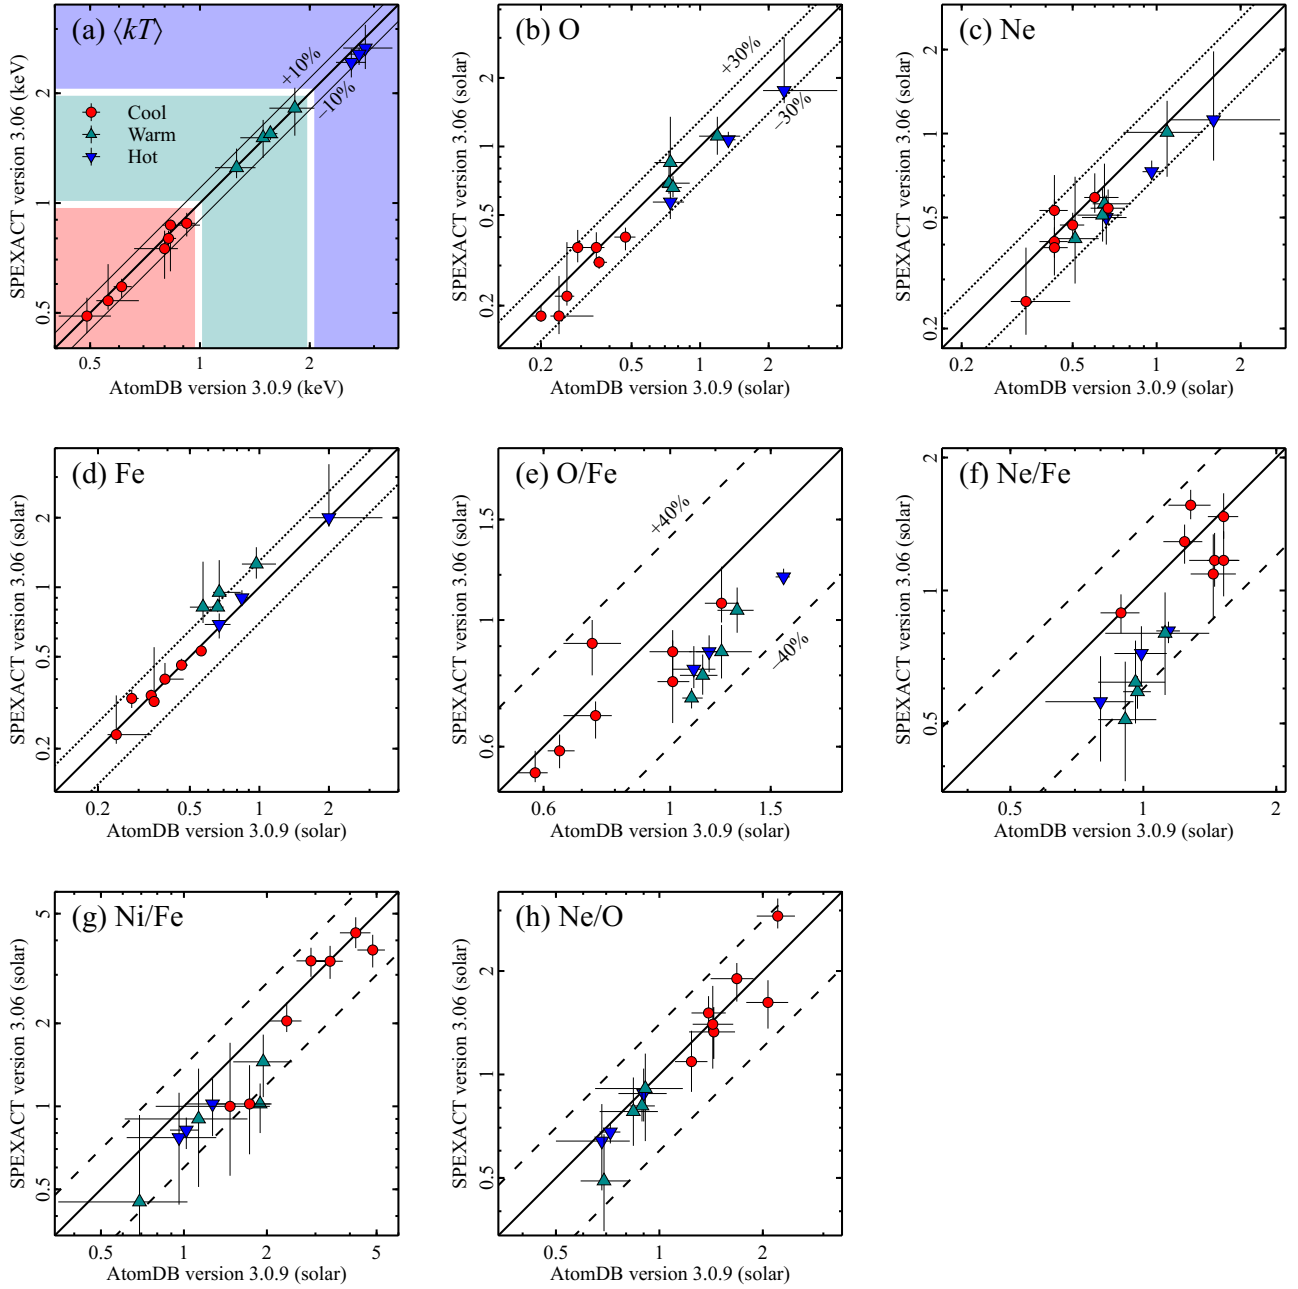 (a) ⟨kT⟩
+10%
−10%
Cool
Warm
Hot
SPEXACT version 3.06 (keV)
0.5
1
2
0.5
1
2
AtomDB version 3.0.9 (keV)
(b) O
+30%
−30%
SPEXACT version 3.06 (solar)
0.2
0.5
1
2
0.2
0.5
1
2
AtomDB version 3.0.9 (solar)
(c) Ne
SPEXACT version 3.06 (solar)
0.2
0.5
1
2
0.2
0.5
1
2
AtomDB version 3.0.9 (solar)
(d) Fe
SPEXACT version 3.06 (solar)
0.2
0.5
1
2
0.2
0.5
1
2
AtomDB version 3.0.9 (solar)
(e) O/Fe
+40%
−40%
SPEXACT version 3.06 (solar)
0.6
1
1.5
0.6
1
1.5
AtomDB version 3.0.9 (solar)
(f) Ne/Fe
SPEXACT version 3.06 (solar)
0.5
1
2
0.5
1
2
AtomDB version 3.0.9 (solar)
(g) Ni/Fe
SPEXACT version 3.06 (solar)
0.5
1
2
5
0.5
1
2
5
AtomDB version 3.0.9 (solar)
(h) Ne/O
SPEXACT version 3.06 (solar)
0.5
1
2
0.5
1
2
AtomDB version 3.0.9 (solar)